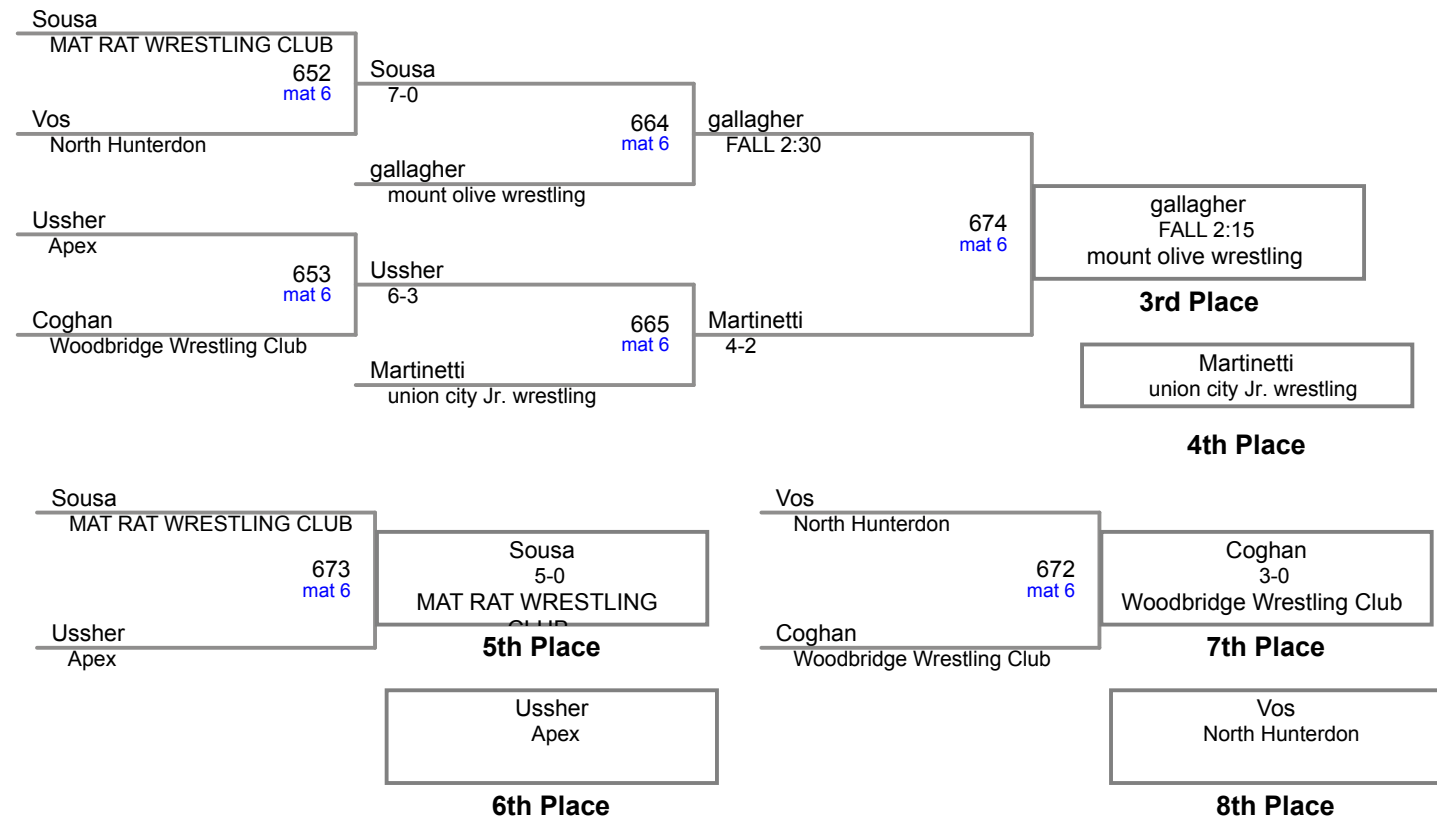 Sousa
MAT RAT WRESTLING CLUB
652
mat 6
Vos
North Hunterdon
Sousa
7-0
664
mat 6
gallagher
mount olive wrestling
gallagher
FALL 2:30
Ussher
Apex
653
mat 6
Coghan
Woodbridge Wrestling Club
Ussher
6-3
665
mat 6
Martinetti
union city Jr. wrestling
Martinetti
4-2
674
mat 6
gallagher
FALL 2:15
mount olive wrestling
3rd Place
Martinetti
union city Jr. wrestling
4th Place
Sousa
MAT RAT WRESTLING CLUB
673
mat 6
Ussher
Apex
Sousa
5-0
MAT RAT WRESTLING
CLUB
5th Place
Ussher
Apex
6th Place
Vos
North Hunterdon
672
mat 6
Coghan
Woodbridge Wrestling Club
Coghan
3-0
Woodbridge Wrestling Club
7th Place
Vos
North Hunterdon
8th Place